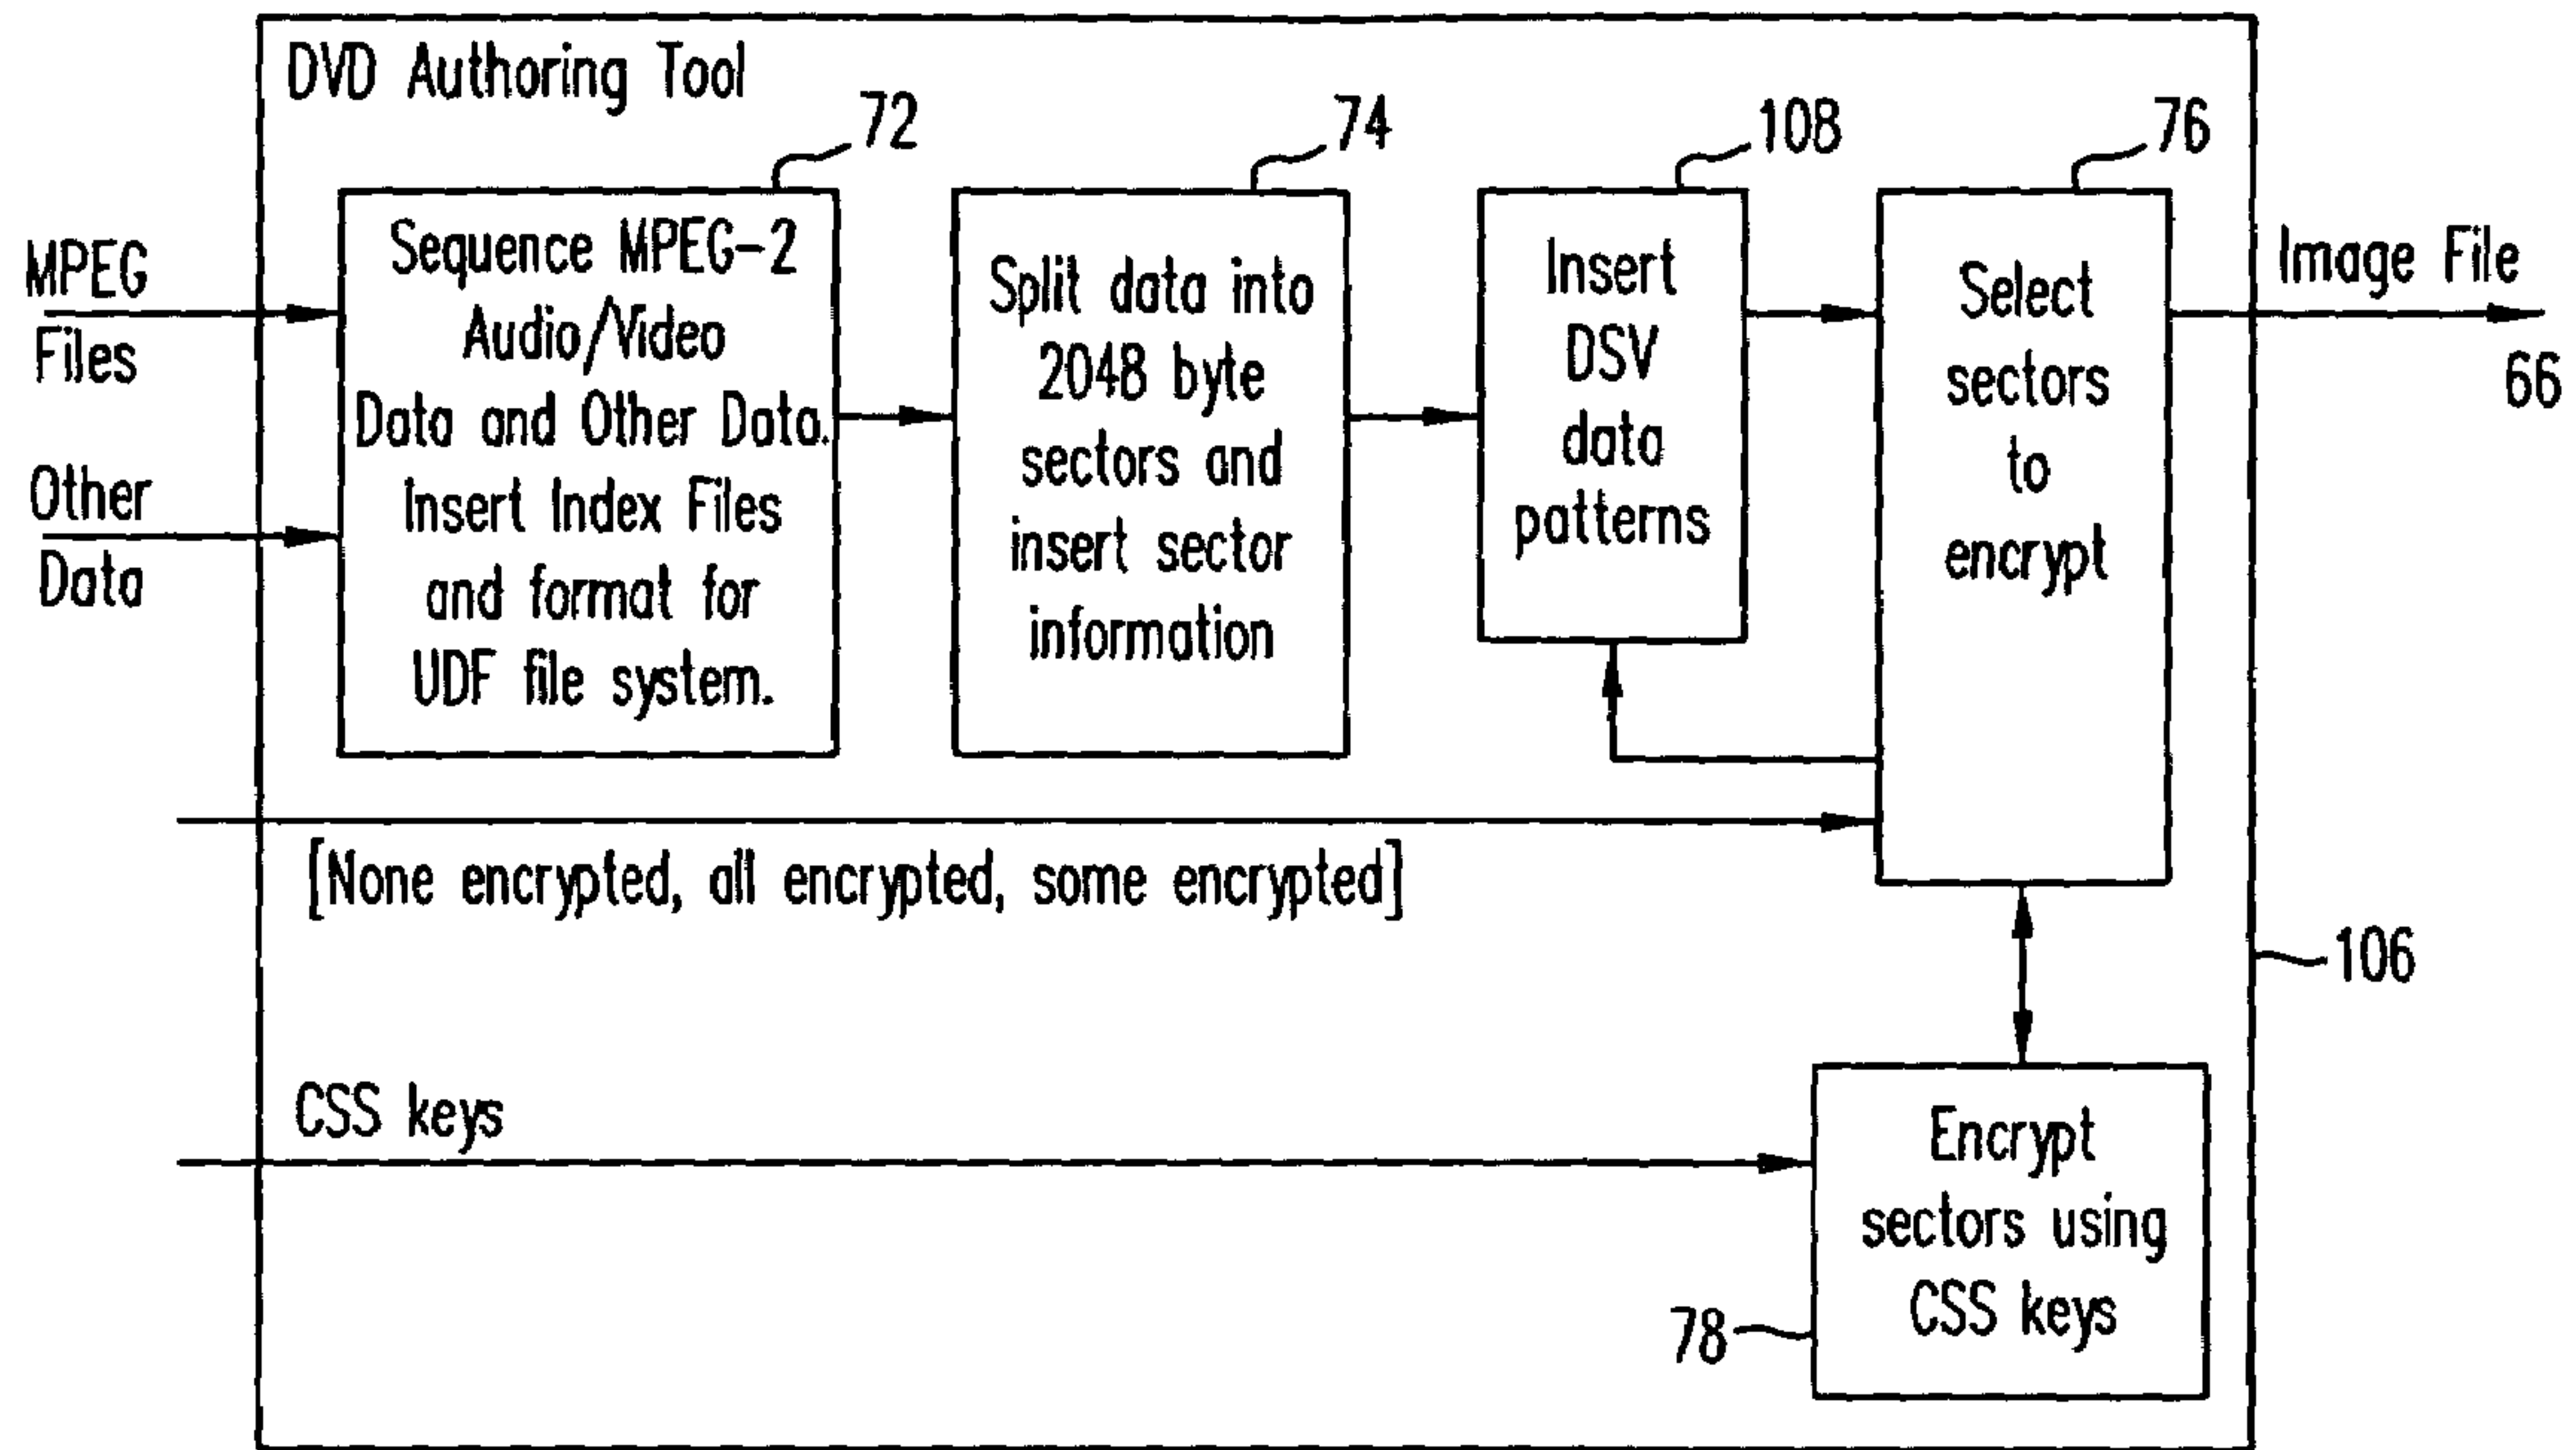 DVD Authoring Tool
72
74
108
76
MPEG
Files
Other
Data
Sequence MPEG-2
Audio/Video
Data and Other Data.
Insert Index Files
and format for
UDF file system.
Split data into
2048 byte
sectors and
insert sector
information
Insert
DSV
data
patterns
Select
sectors
to
encrypt
Image File
66
[None encrypted, all encrypted, some encrypted]
106
CSS keys
Encrypt
sectors using
CSS keys
78